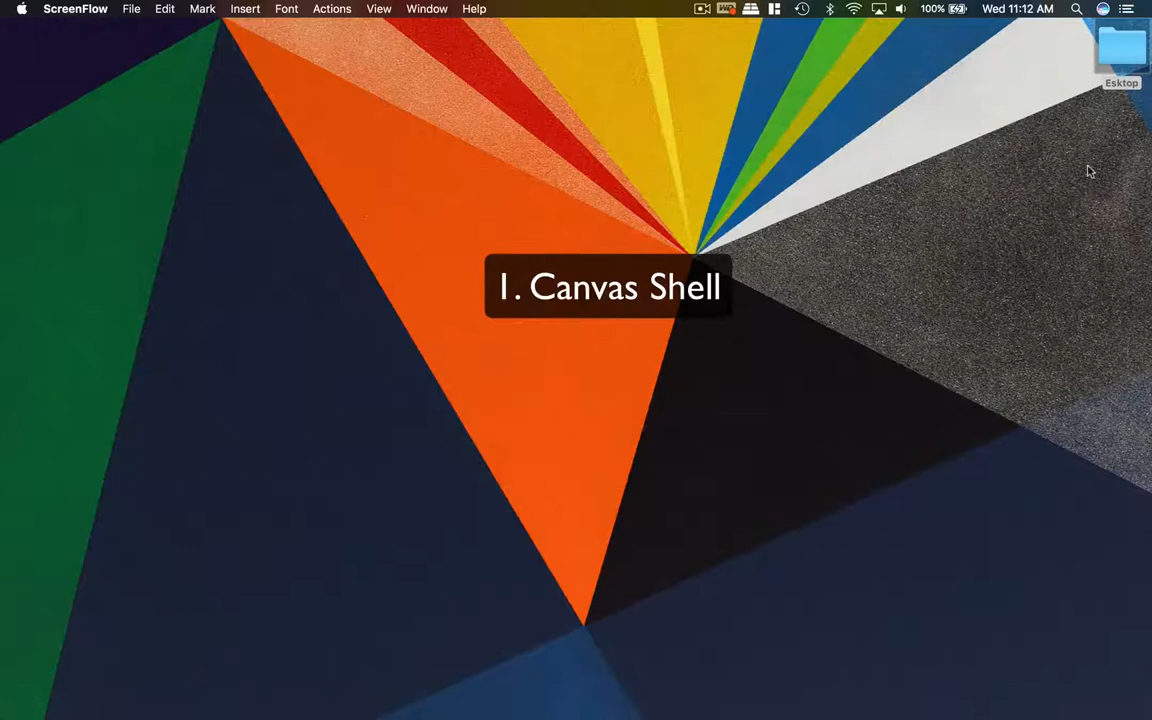 ScreenFlow File Edit Mark Insert Font Actions View Window Help 100% Wed 11:12 AM
Esktop
1. Canvas Shell